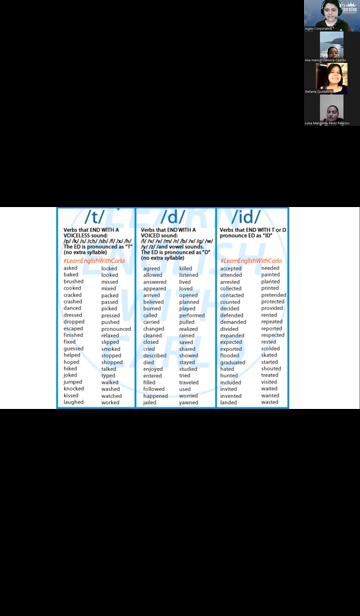 /t/
Verbs that END WITH A
VOICELESS sound:
/p/ /k/ /s/ /ch/ /sh/ /f/ /x/ /h/
The ED is pronounced as "T"
(no extra syllable)
#LearnEnglishWithCarlo
asked locked
baked looked
brushed missed
cooked mixed
cracked packed
crashed passed
danced picked
dressed pressed
dropped pushed
escaped pronounced
finished relaxed
fixed slipped
guessed smoked
helped stopped
hoped shopped
hiked talked
joked typed
jumped walked
knocked washed
kissed watched
laughed worked
/d/
Verbs that END WITH A
VOICED sound:
/y/ /z/ and vowel sounds.
The ED is pronounced as "D"
(no extra syllable)
agreed killed
allowed listened
answered lived
appeared loved
arrived opened
believed planned
burned played
called performed
carried pulled
changed realized
cleaned rained
closed saved
cried shared
described showed
died stayed
enjoyed studied
entered tried
filled traveled
followed used
happened worried
jailed yawned
/id/
Verbs that END WITH T or D
pronounce ED as "ID"
#LearnEnglishWithCarlo
accepted needed
attended painted
arrested planted
collected printed
contacted pretended
counted protected
decided provided
defended rented
demanded repeated
divided reported
expanded respected
expected rested
exported scolded
flooded skated
graduated started
hated shouted
hunted treated
included visited
invited waited
invented wanted
landed wasted